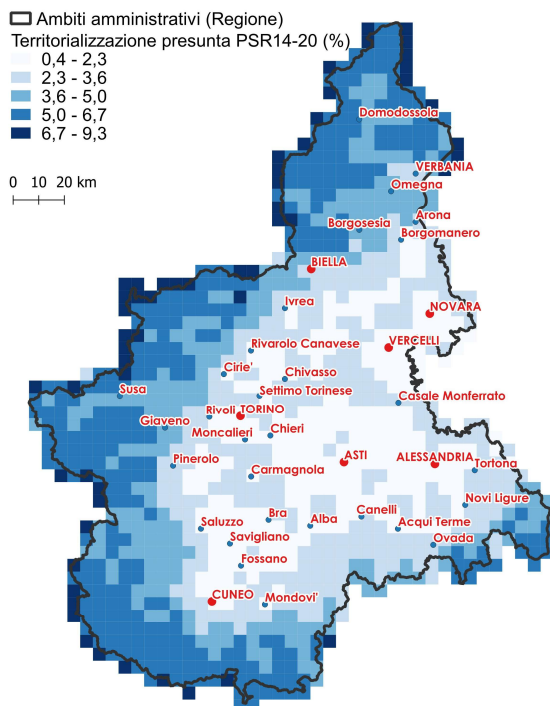 Ambiti amministrativi (Regione)
Territorializzazione presunta PSR14-20 (%)
0,4 - 2,3
2,3 - 3,6
3,6 - 5,0
5,0 - 6,7
6,7 - 9,3
0 10 20 km
Domodossola
VERBANIA
Omegna
Arona
Borgosesia
Borgomanero
BIELLA
Ivrea
NOVARA
VERCELLI
Rivarolo Canavese
Cirie'
Chivasso
Susa
Settimo Torinese
Casale Monferrato
Rivoli
TORINO
Giaveno
Moncalieri
Chieri
Pinerolo
ASTI
ALESSANDRIA
Tortona
Carmagnola
Novi Ligure
Bra
Canelli
Saluzzo
Alba
Acqui Terme
Savigliano
Ovada
Fossano
CUNEO
Mondovi'